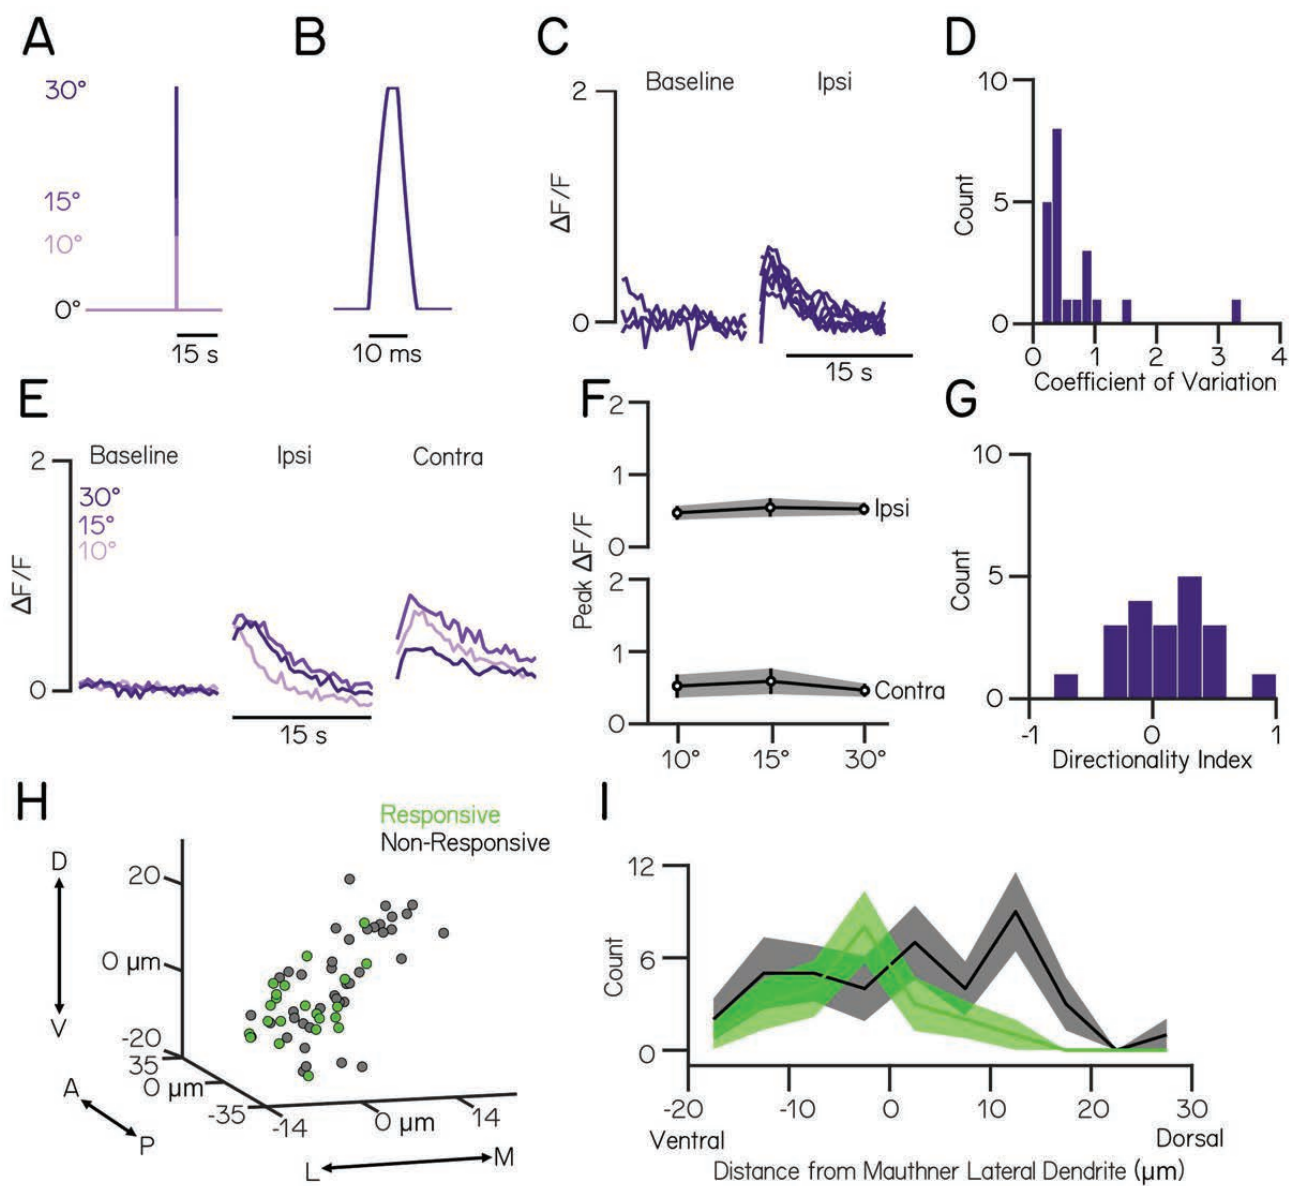 A
30°
15°
10°
0°
15 s
B
10 ms
C
Baseline
Ipsi
2
ΔF/F
0
15 s
D
10
Count
5
0
0
1
2
3
4
Coefficient of Variation
E
Baseline
Ipsi
Contra
2
30°
15°
10°
ΔF/F
0
15 s
F
2
1
Ipsi
0
Peak ΔF/F
2
1
Contra
0
10°
15°
30°
G
10
Count
5
0
-1
0
1
Directionality Index
H
Responsive
Non-Responsive
D
V
20
0 µm
-20
35
0 µm
-35
A
P
-14
0 µm
14
L
M
I
12
Count
6
0
-20
-10
0
10
20
30
Ventral
Dorsal
Distance from Mauthner Lateral Dendrite (µm)